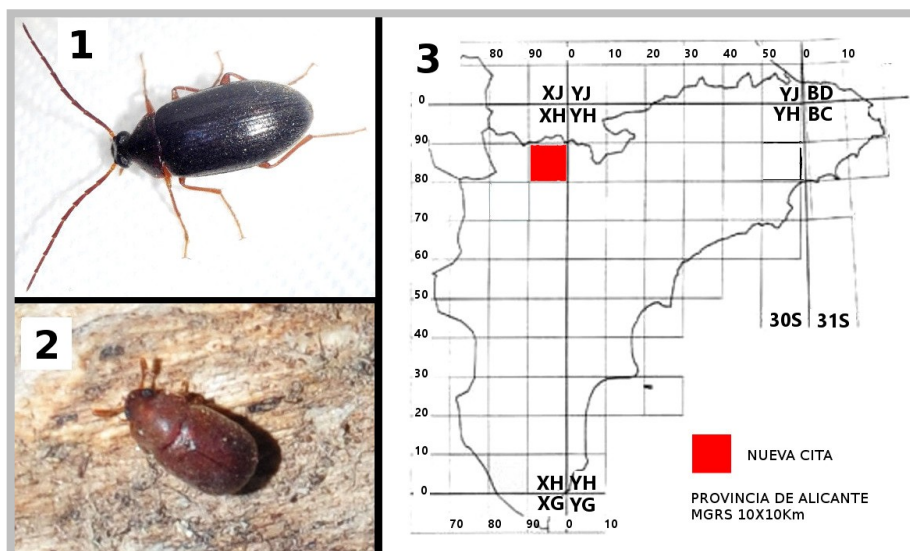 1
2
3
80 90 0 10 20 30 40 50 0 10
XJ YJ YJ BD
0
XH YH YH BC
90
80
70
60
50
30S 31S
40
30
20
10
NUEVA CITA
XH YH
0
XG YG
PROVINCIA DE ALICANTE
MGRS 10X10Km
70 80 90 0 10